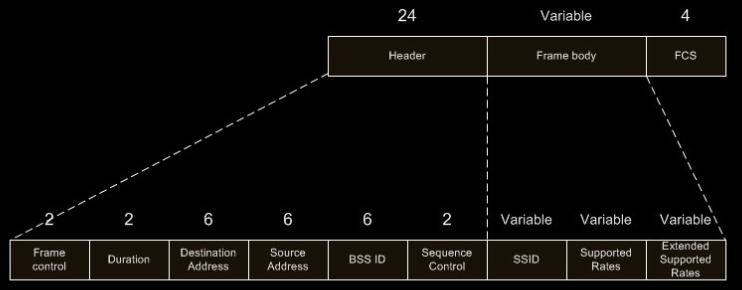 24 Variable 4
Header Frame body FCS
2 2 6 6 6 2 Variable Variable Variable
Frame control Duration Destination Address Source Address BSS ID Sequence Control SSID Supported Rates Extended Supported Rates